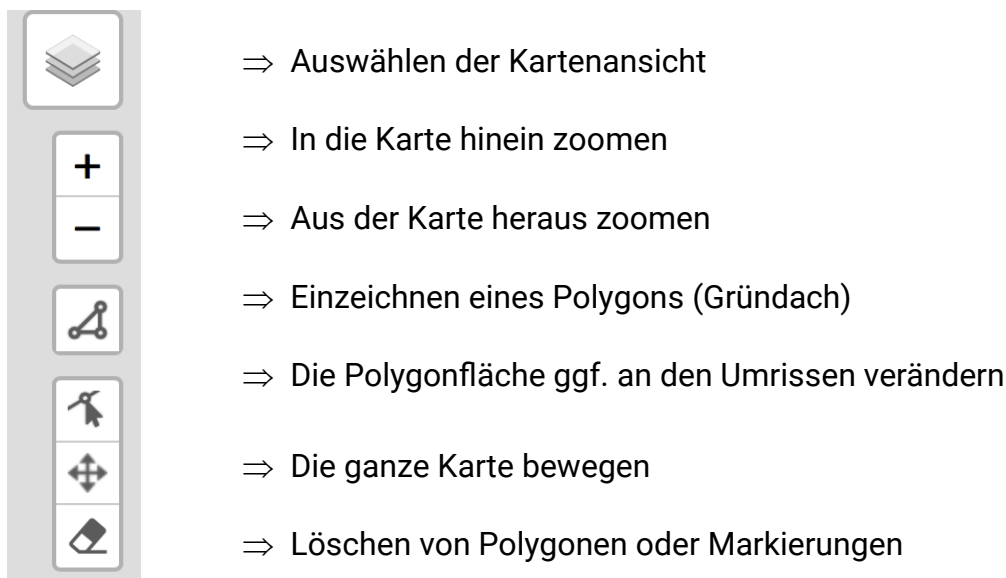 ⇒ Auswählen der Kartenansicht
⇒ In die Karte hinein zoomen
⇒ Aus der Karte heraus zoomen
⇒ Einzeichnen eines Polygons (Gründach)
⇒ Die Polygonfläche ggf. an den Umrissen verändern
⇒ Die ganze Karte bewegen
⇒ Löschen von Polygonen oder Markierungen